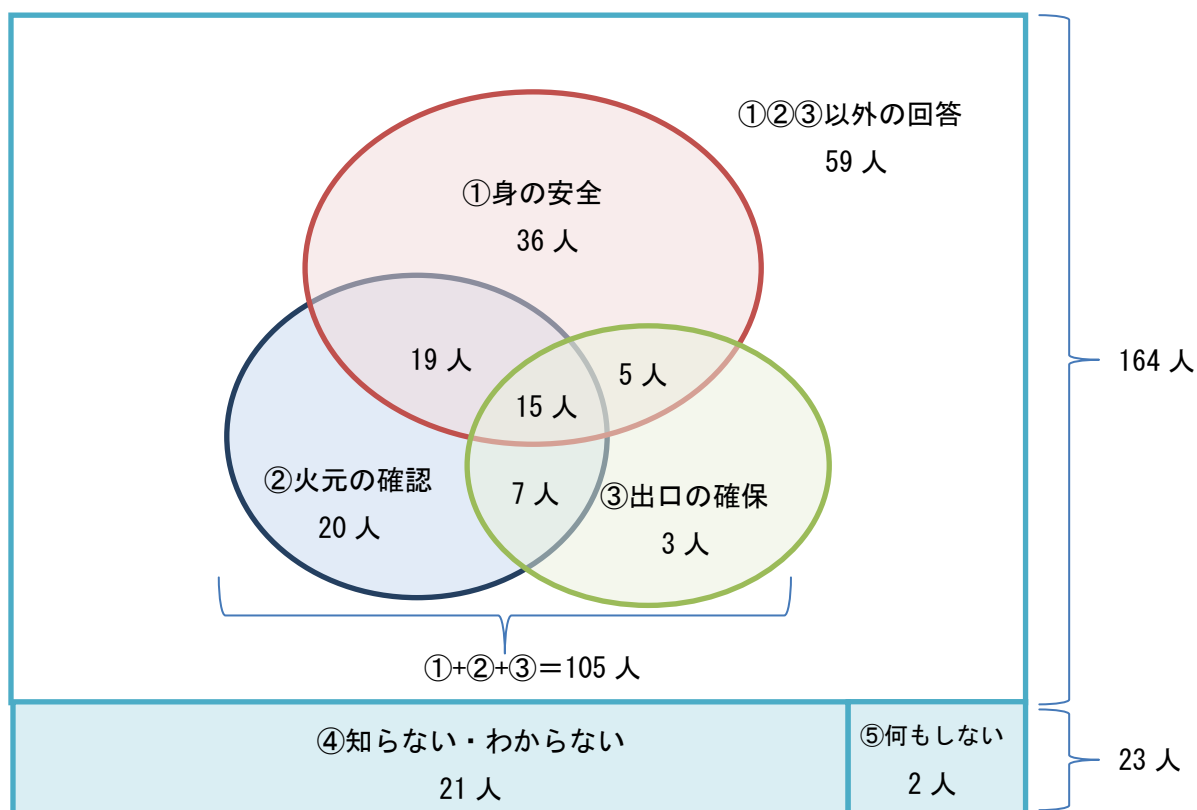 ①②③以外の回答
59 人
①身の安全
36 人
19 人
5 人
15 人
164 人
②火元の確認
20 人
7 人
③出口の確保
3 人
①+②+③＝105 人
④知らない・わからない
21 人
⑤何もしない
2 人
23 人